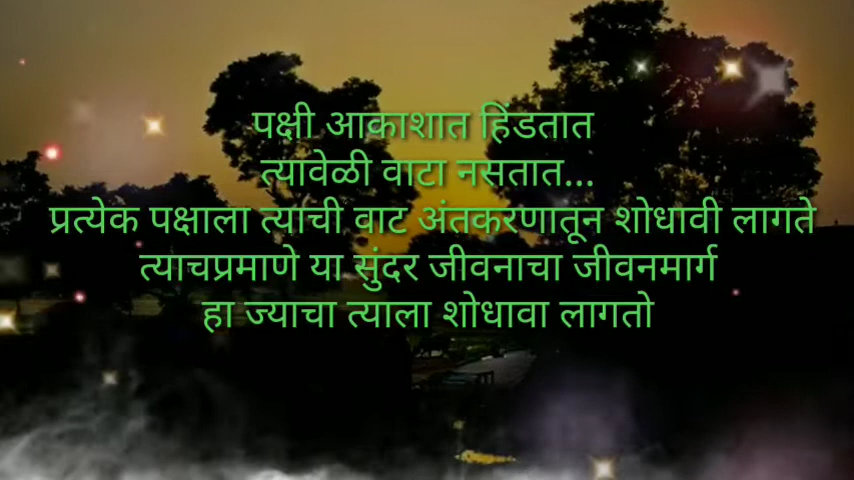 पक्षी आकाशात हिंडतात
त्यावेळी वाटा नसतात...
प्रत्येक पक्षाला त्याची वाट अंतकरणातून शोधावी लागते
त्याचप्रमाणे या सुंदर जीवनाचा जीवनमार्ग
हा ज्याचा त्याला शोधावा लागतो